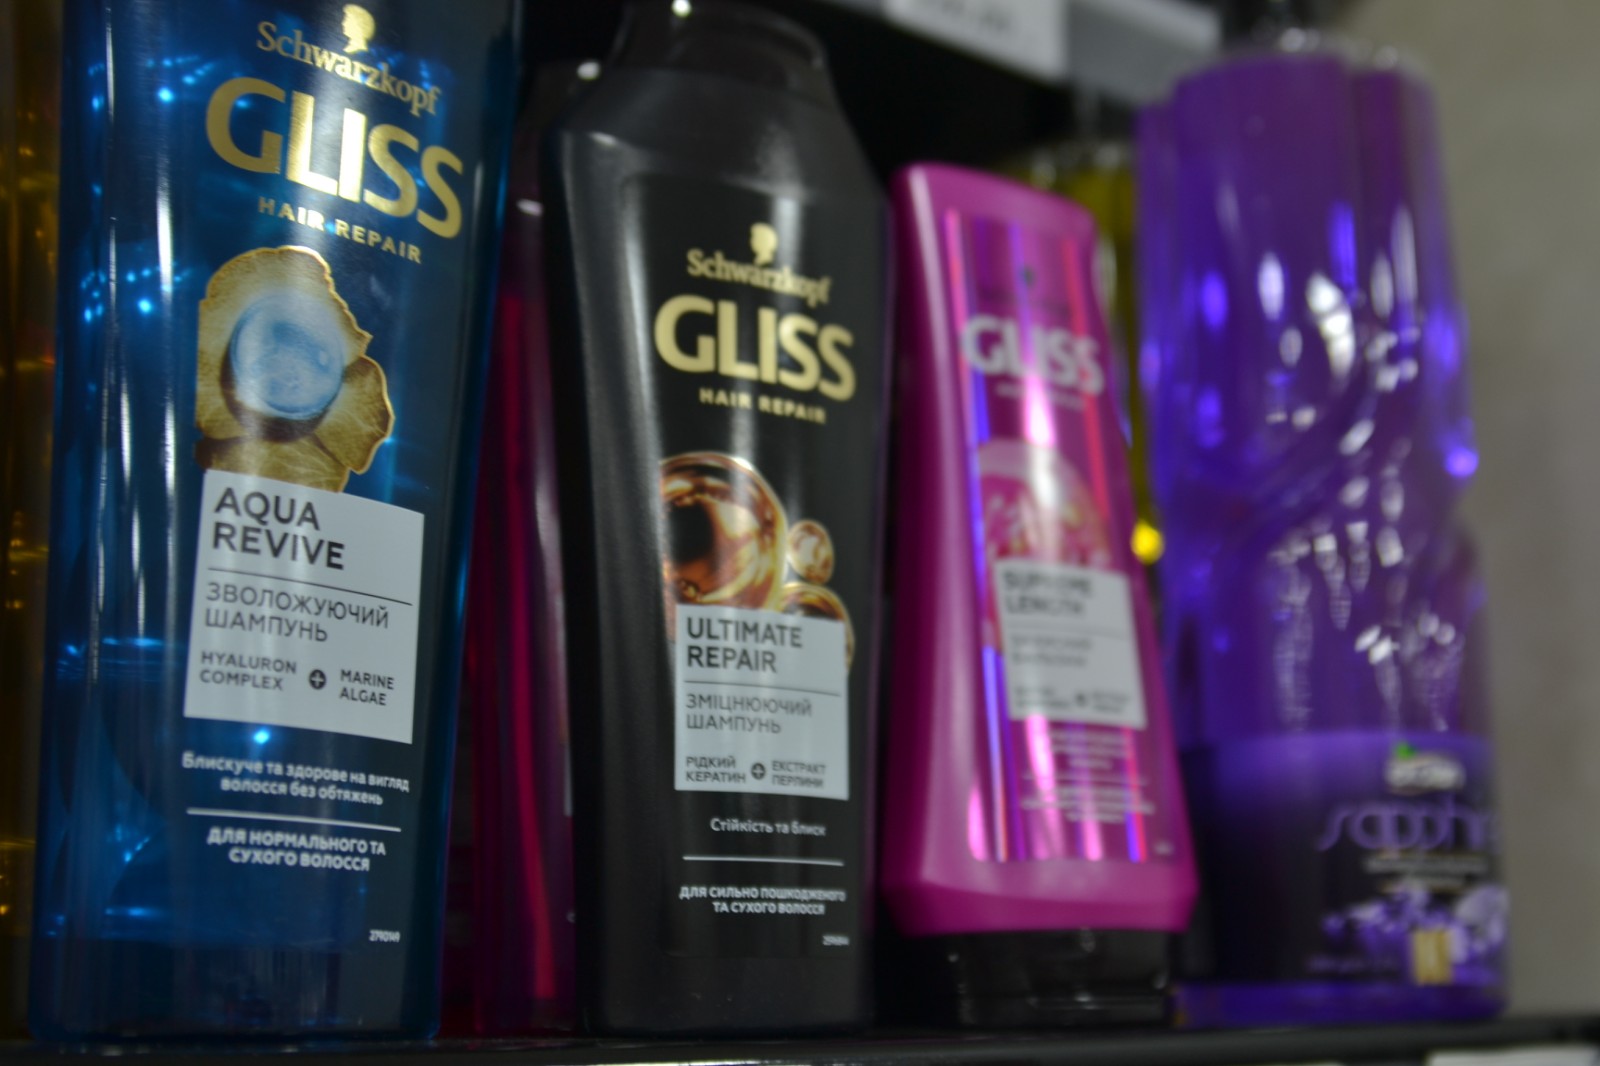 Schwarzkopf
GLISS
HAIR REPAIR
AQUA
REVIVE
ЗВОЛОЖУЮЧИЙ
ШАМПУНЬ
HYALURON
COMPLEX
+
MARINE
ALGAE
Блискуче та здорове на вигляд
волосся без обтяжень
ДЛЯ НОРМАЛЬНОГО ТА
СУХОГО ВОЛОССЯ
Schwarzkopf
GLISS
HAIR REPAIR
ULTIMATE
REPAIR
ЗМІЦНЮЮЧИЙ
ШАМПУНЬ
РІДКИЙ
КЕРАТИН
+
ЕКСТРАКТ
ПЕРЛИНИ
Стійкість та блиск
ДЛЯ СИЛЬНО ПОШКОДЖЕНОГО
ТА СУХОГО ВОЛОССЯ
GLISS
SUPREME
LENGTH